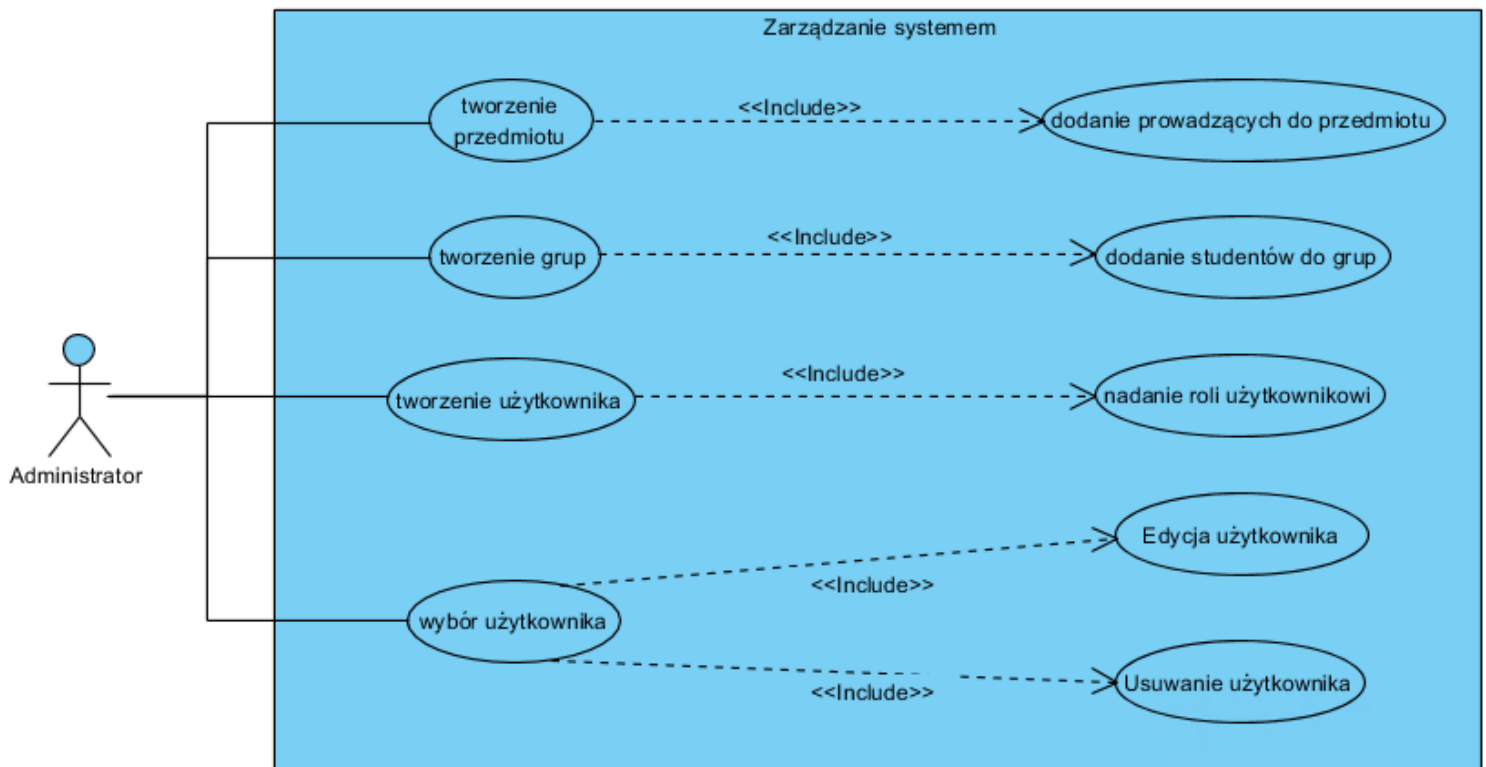 Zarządzanie systemem
tworzenie
przedmiotu
<<Include>>
dodanie prowadzących do przedmiotu
tworzenie grup
<<Include>>
dodanie studentów do grup
tworzenie użytkownika
<<Include>>
nadanie roli użytkownikowi
Administrator
wybór użytkownika
<<Include>>
Edycja użytkownika
<<Include>>
Usuwanie użytkownika